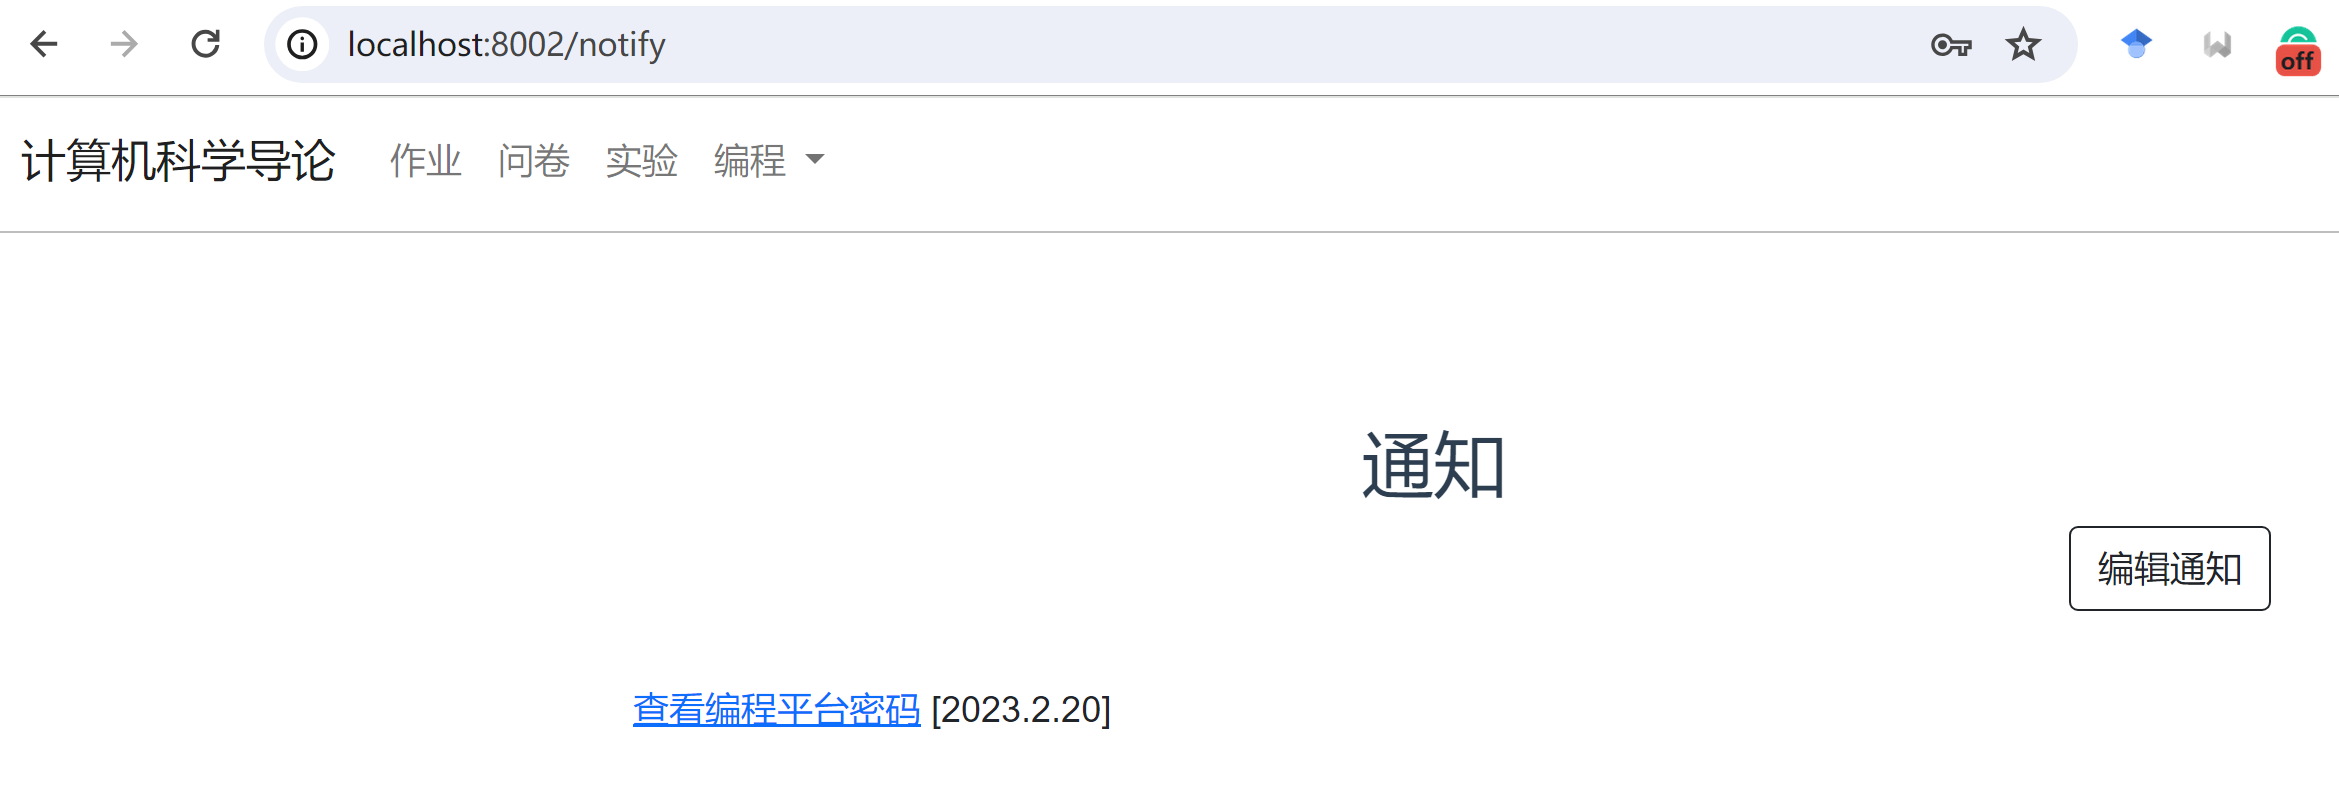 localhost:8002/notify
off
计算机科学导论 作业 问卷 实验 编程
通知
编辑通知
查看编程平台密码 [2023.2.20]